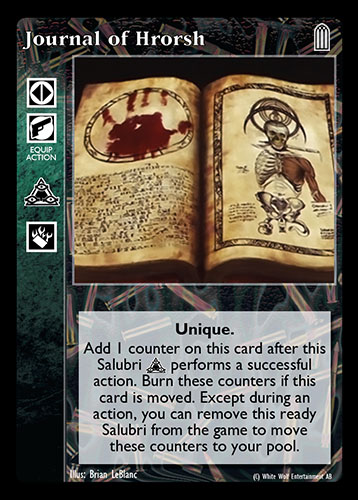 Journal of Hrorsh
EQUIP
ACTION
Unique.
Add 1 counter on this card after this
Salubri performs a successful
action. Burn these counters if this
card is moved. Except during an
action, you can remove this ready
Salubri from the game to move
these counters to your pool.
Illus: Brian LeBlanc
(C) White Wolf Entertainment AB